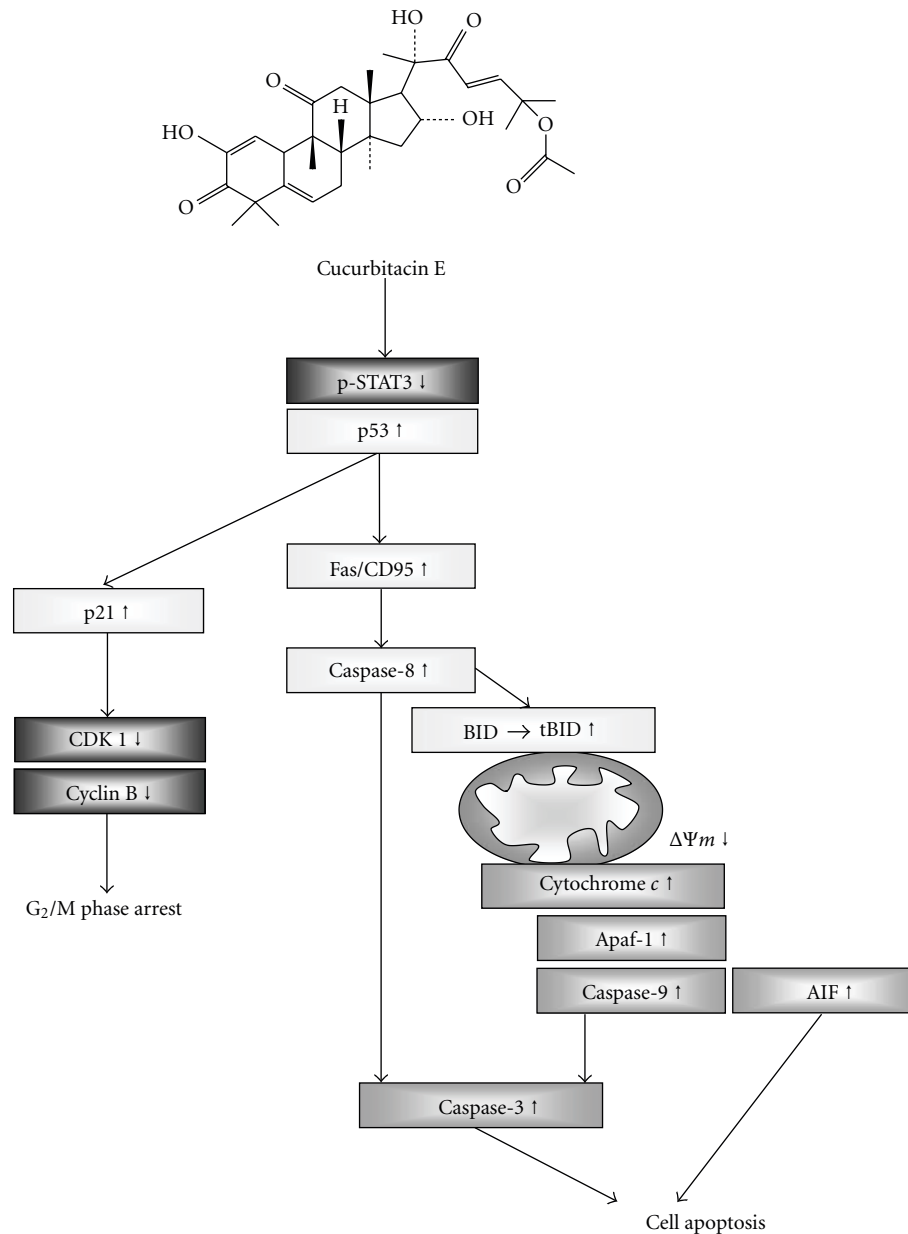 HO
O
O
H
OH
HO
O
O
O
Cucurbitacin E
p-STAT3 ↓
p53 ↑
Fas/CD95 ↑
p21 ↑
Caspase-8 ↑
BID → tBID ↑
CDK 1 ↓
Cyclin B ↓
ΔΨm ↓
Cytochrome c ↑
G₂/M phase arrest
Apaf-1 ↑
Caspase-9 ↑
AIF ↑
Caspase-3 ↑
Cell apoptosis